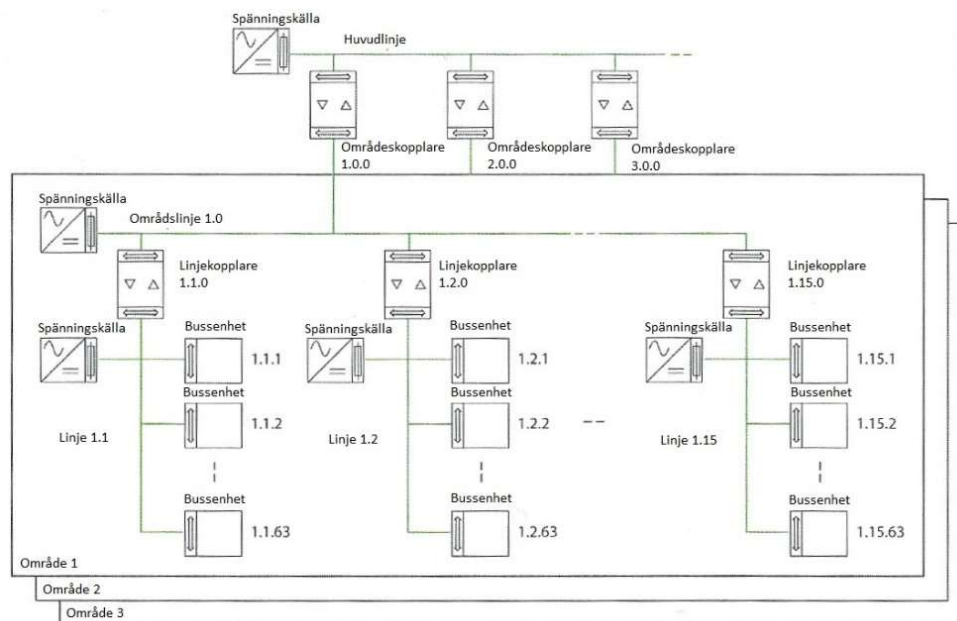 Spänningskälla
Huvudlinje
Områdeskopplare
1.0.0
Områdeskopplare
2.0.0
Områdeskopplare
3.0.0
Spänningskälla
Områdslinje 1.0
Linjekopplare
1.1.0
Linjekopplare
1.2.0
Linjekopplare
1.15.0
Spänningskälla
Bussenhet
1.1.1
Bussenhet
1.1.2
Linje 1.1
Bussenhet
1.1.63
Spänningskälla
Bussenhet
1.2.1
Bussenhet
1.2.2
Linje 1.2
Bussenhet
1.2.63
Spänningskälla
Bussenhet
1.15.1
Bussenhet
1.15.2
Linje 1.15
Bussenhet
1.15.63
Område 1
Område 2
Område 3